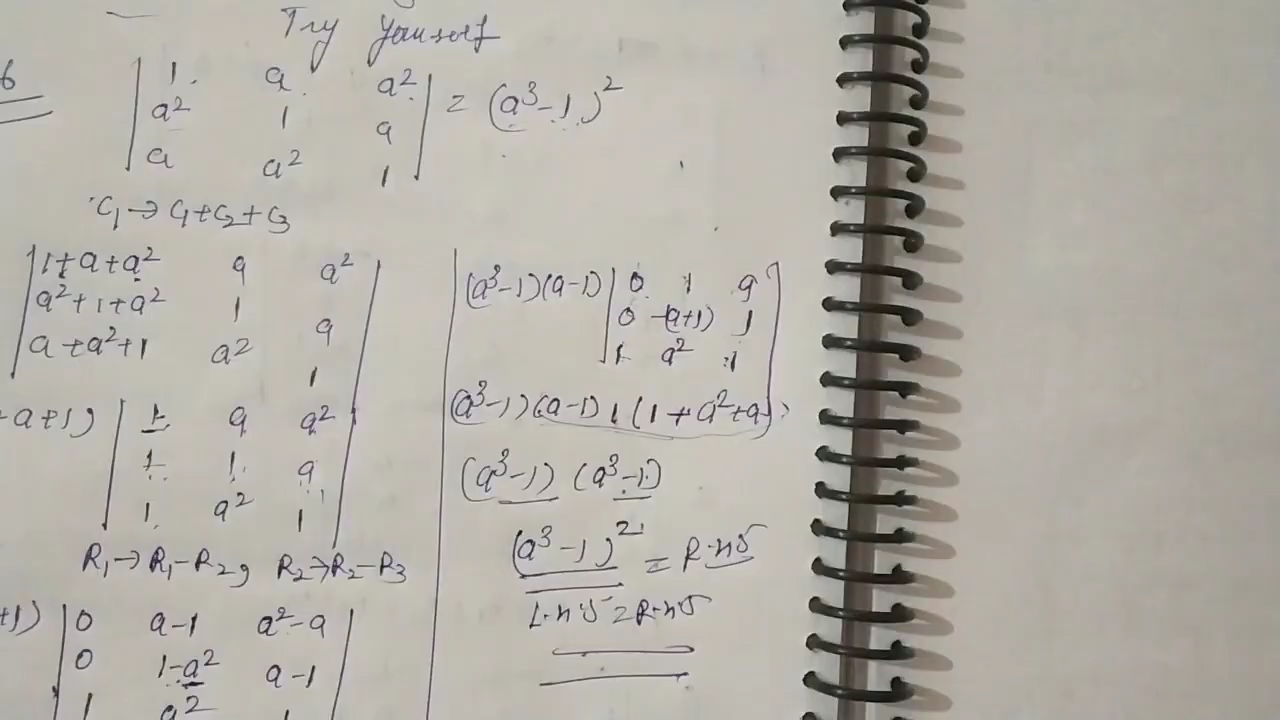 Try yourself
6
| 1 a a² |
| a² 1 a | = (a³-1)²
| a a² 1 |
C₁→C₁+C₂+C₃
| 1+a+a² a a² |
| a²+1+a² 1 a |
| a+a²+1 a² 1 |
-a+1) | 1 a a² |
| 1 1 a |
| 1 a² 1 |
R₁→R₁-R₂, R₂→R₂-R₃
+1) | 0 a-1 a²-a |
| 0 1-a² a-1 |
| 1 a² 1
(a³-1)(a-1) | 0 1 a |
| 0 -(a+1) 1 |
| 1 a² 1 |
(a³-1)(a-1) 1 (1+a²+a)
(a³-1) (a³-1)
(a³-1)² = R.H.S
L.H.S = R.H.S